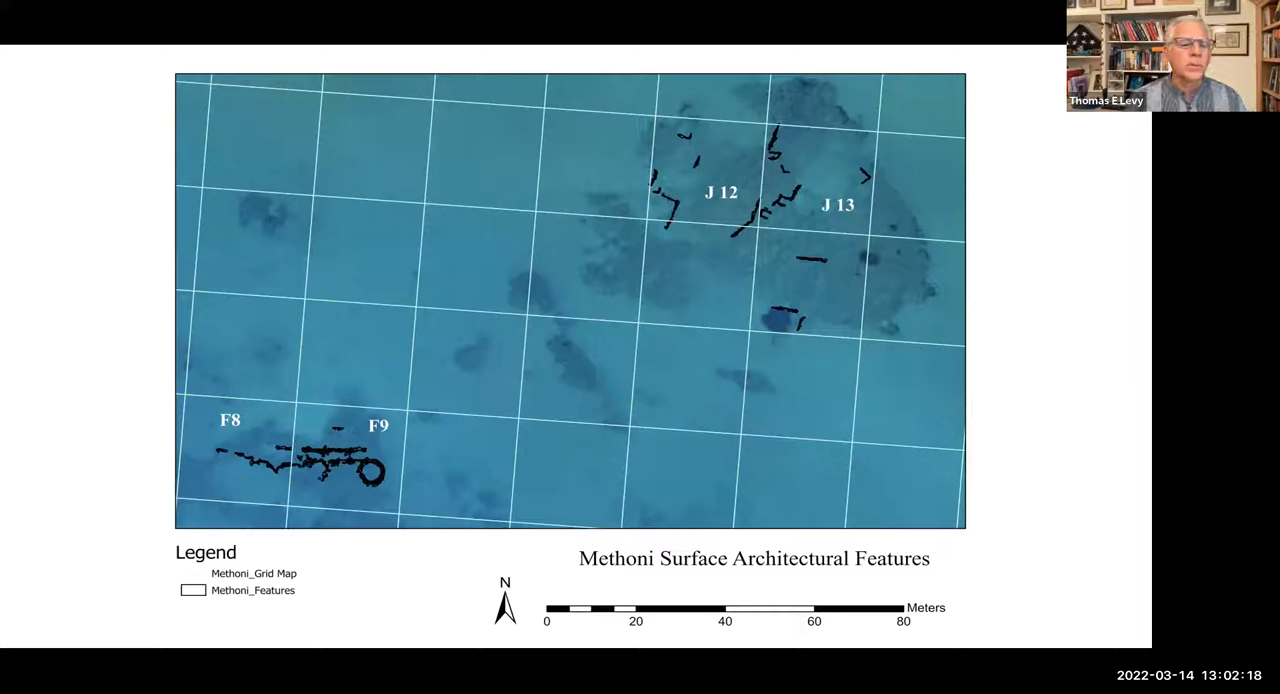 Thomas E Levy
J 12
J 13
F8
F9
Legend
Methoni_Grid Map
Methoni_Features
Methoni Surface Architectural Features
N
Meters
0 20 40 60 80
2022-03-14 13:02:18